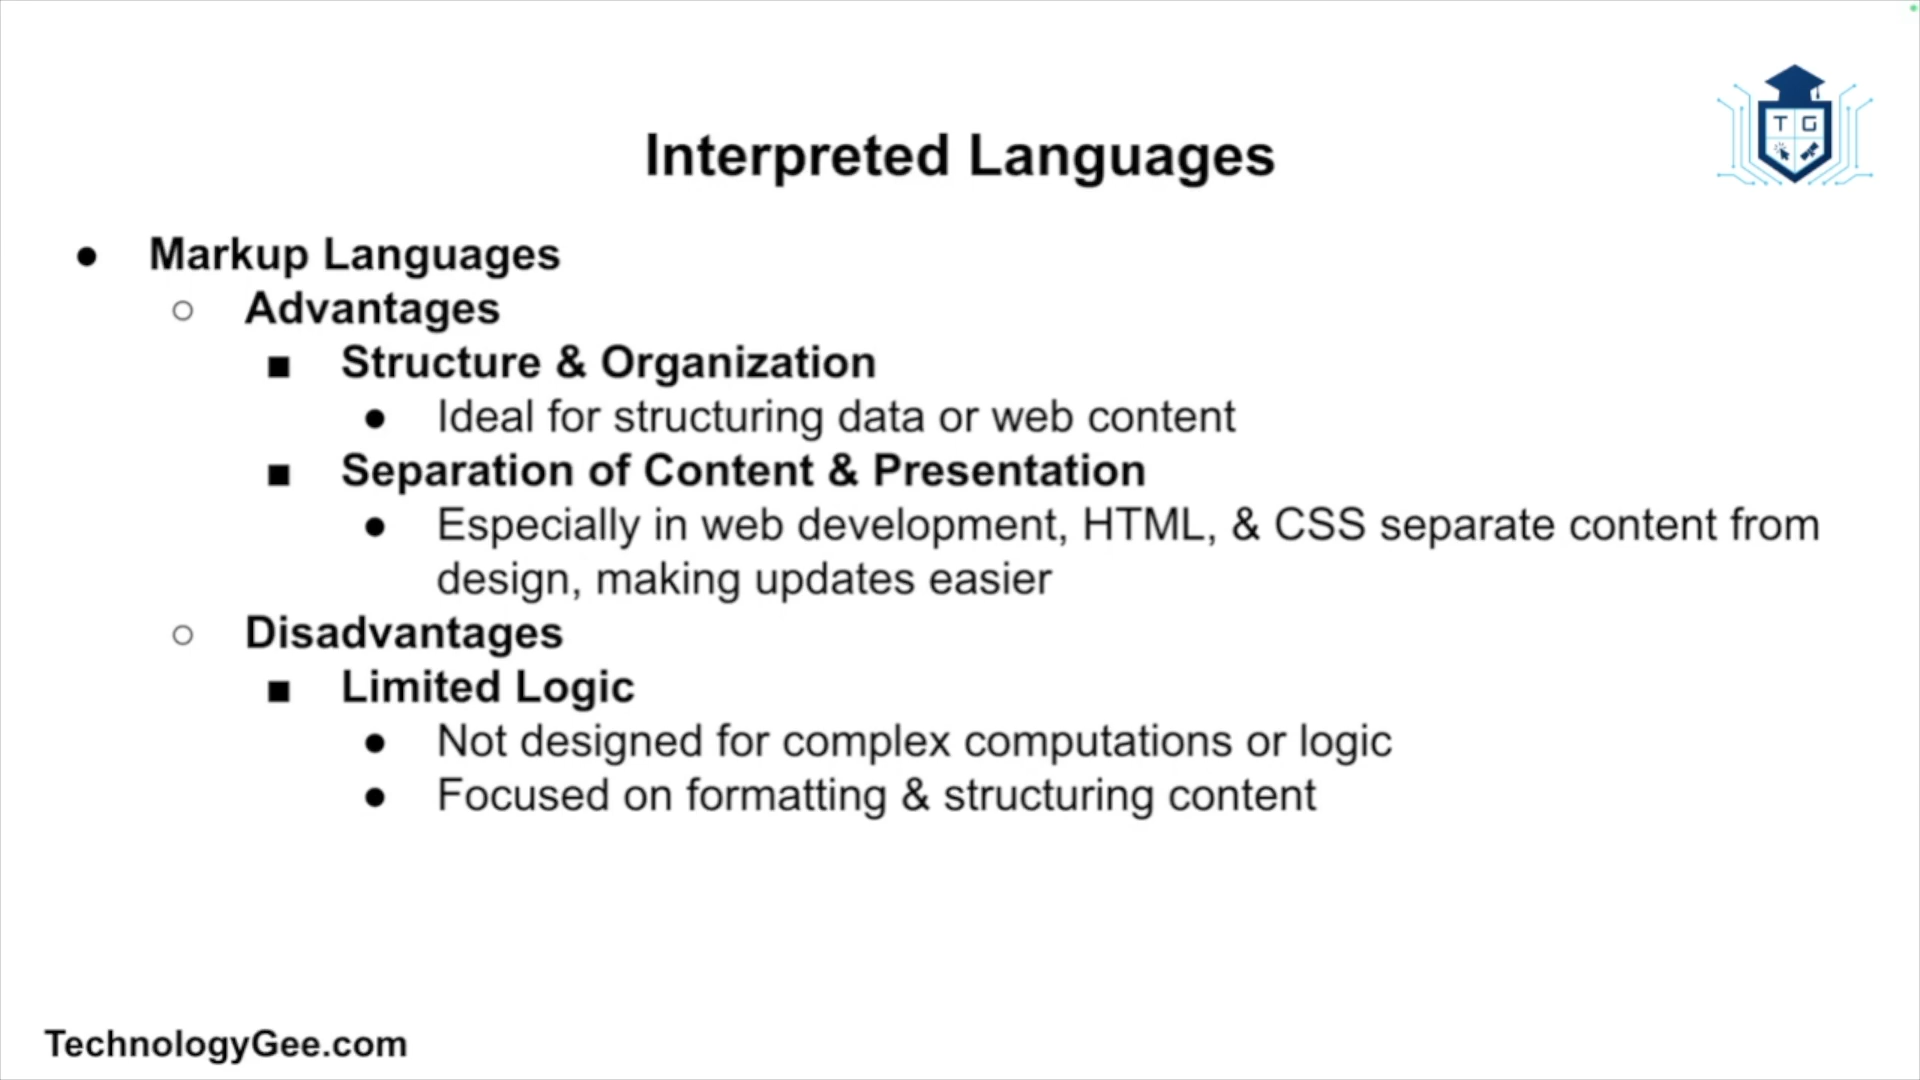 T G
Interpreted Languages
● Markup Languages
○ Advantages
■ Structure & Organization
● Ideal for structuring data or web content
■ Separation of Content & Presentation
● Especially in web development, HTML, & CSS separate content from
design, making updates easier
○ Disadvantages
■ Limited Logic
● Not designed for complex computations or logic
● Focused on formatting & structuring content
TechnologyGee.com